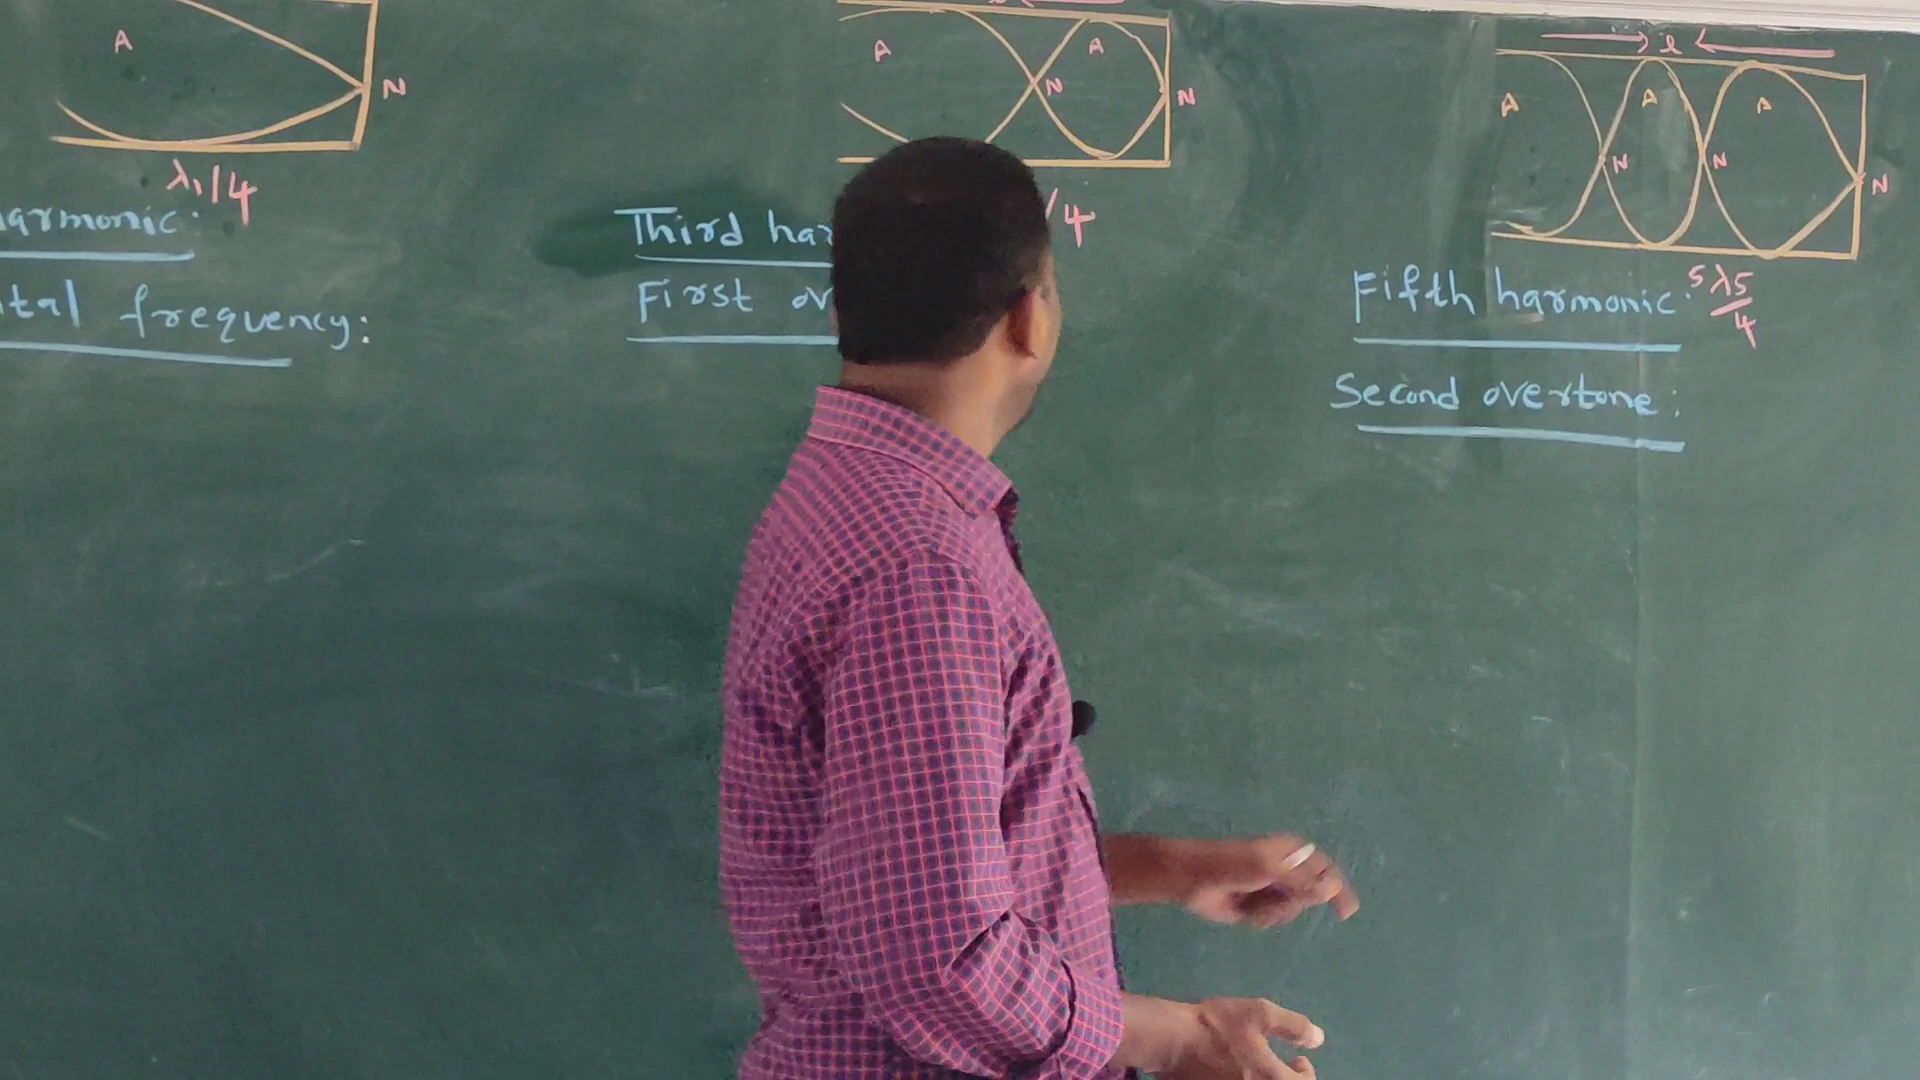 A N
λ₁/4
armonic:
tal frequency:
A A
N N
/4
Third har
First ov
→ l ←
A A A
N N N
Fifth harmonic:
5λ5/4
Second overtone: